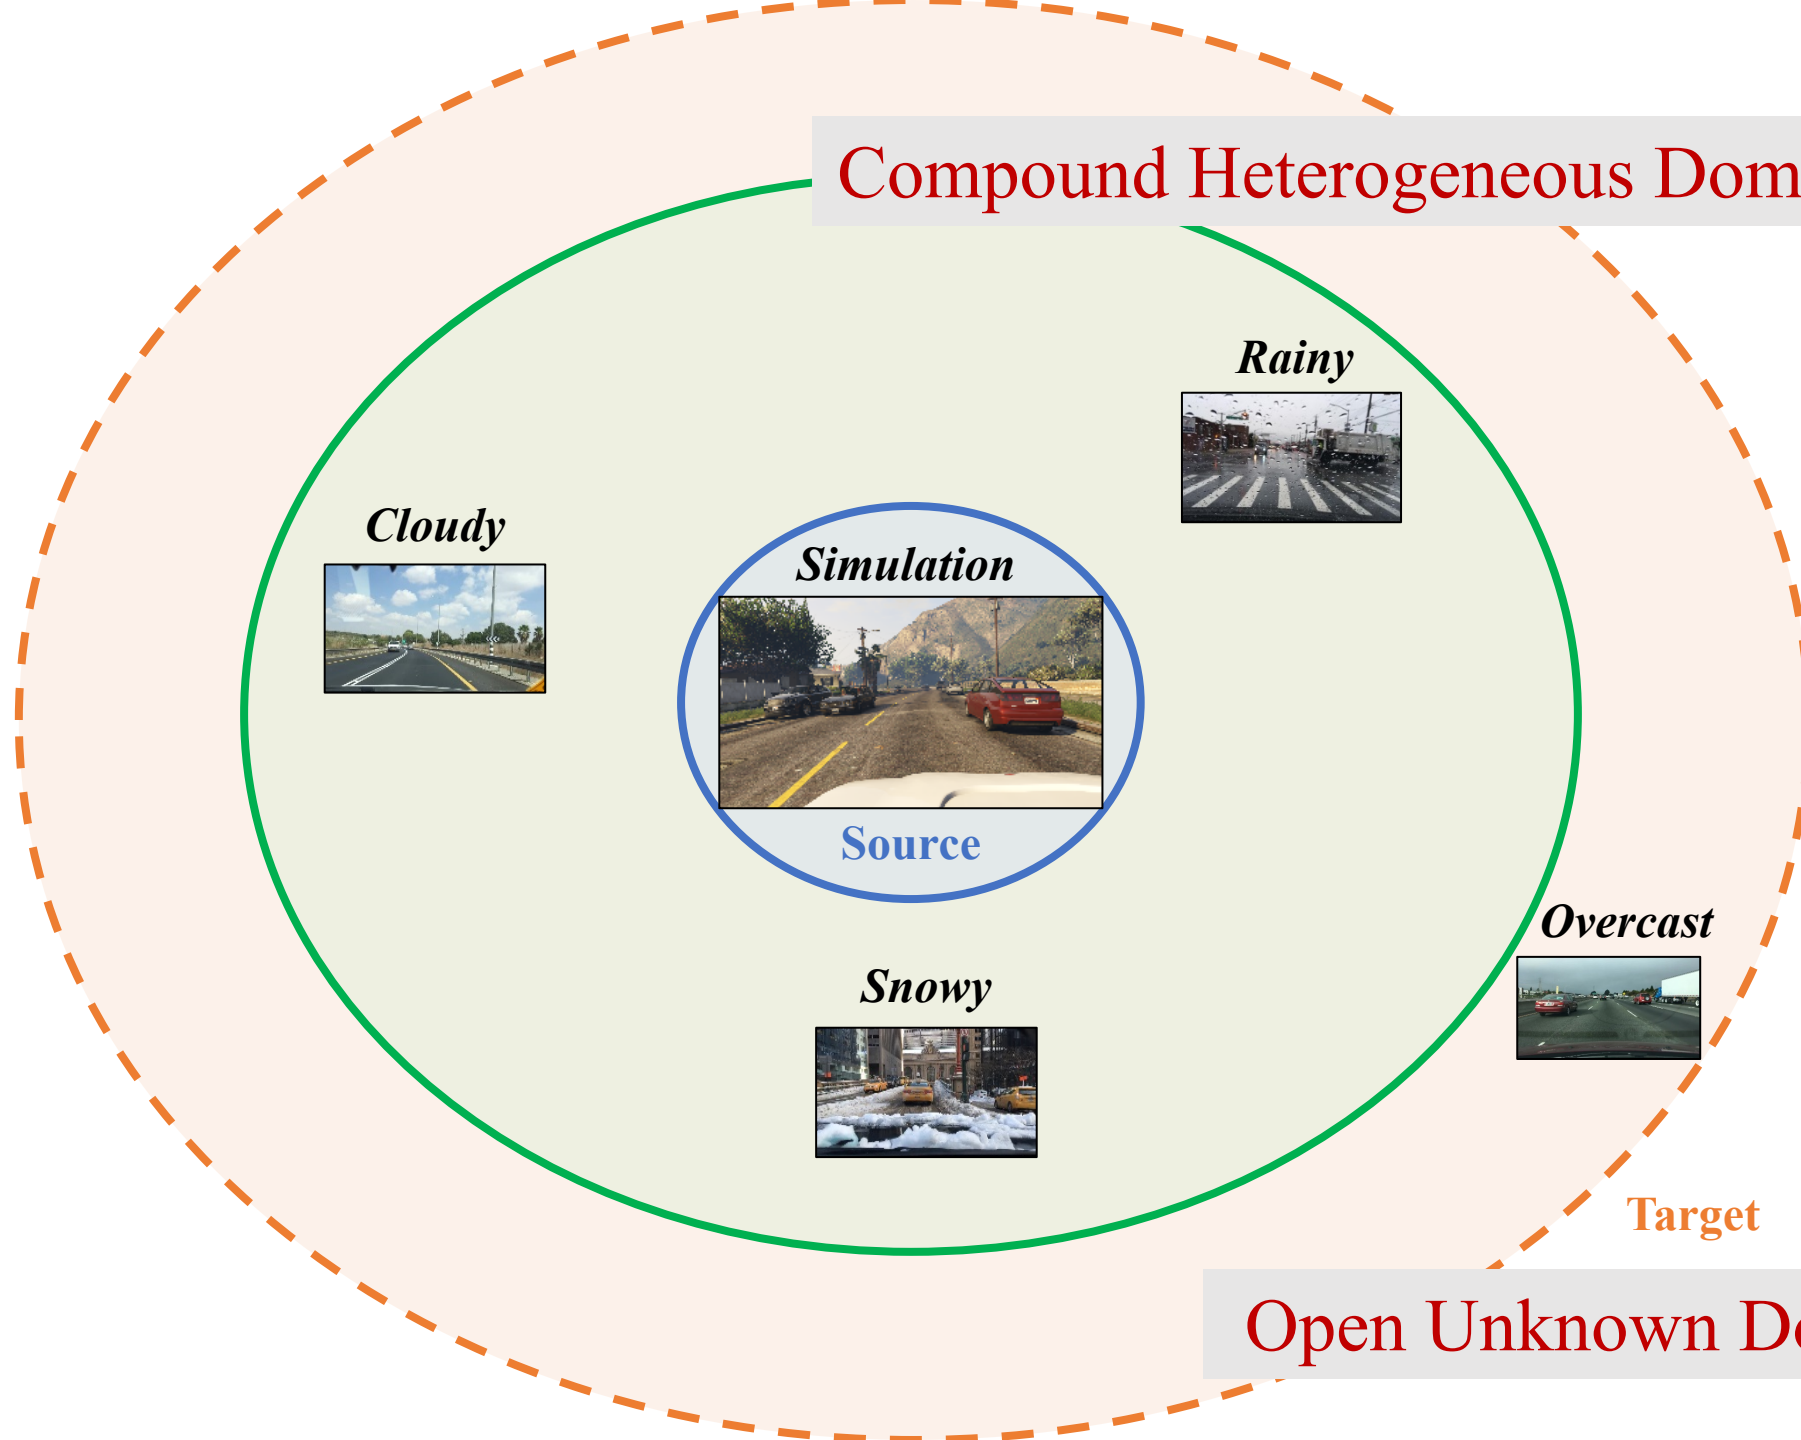 Compound Heterogeneous Dom
Rainy
Cloudy
Simulation
Source
Overcast
Snowy
Target
Open Unknown